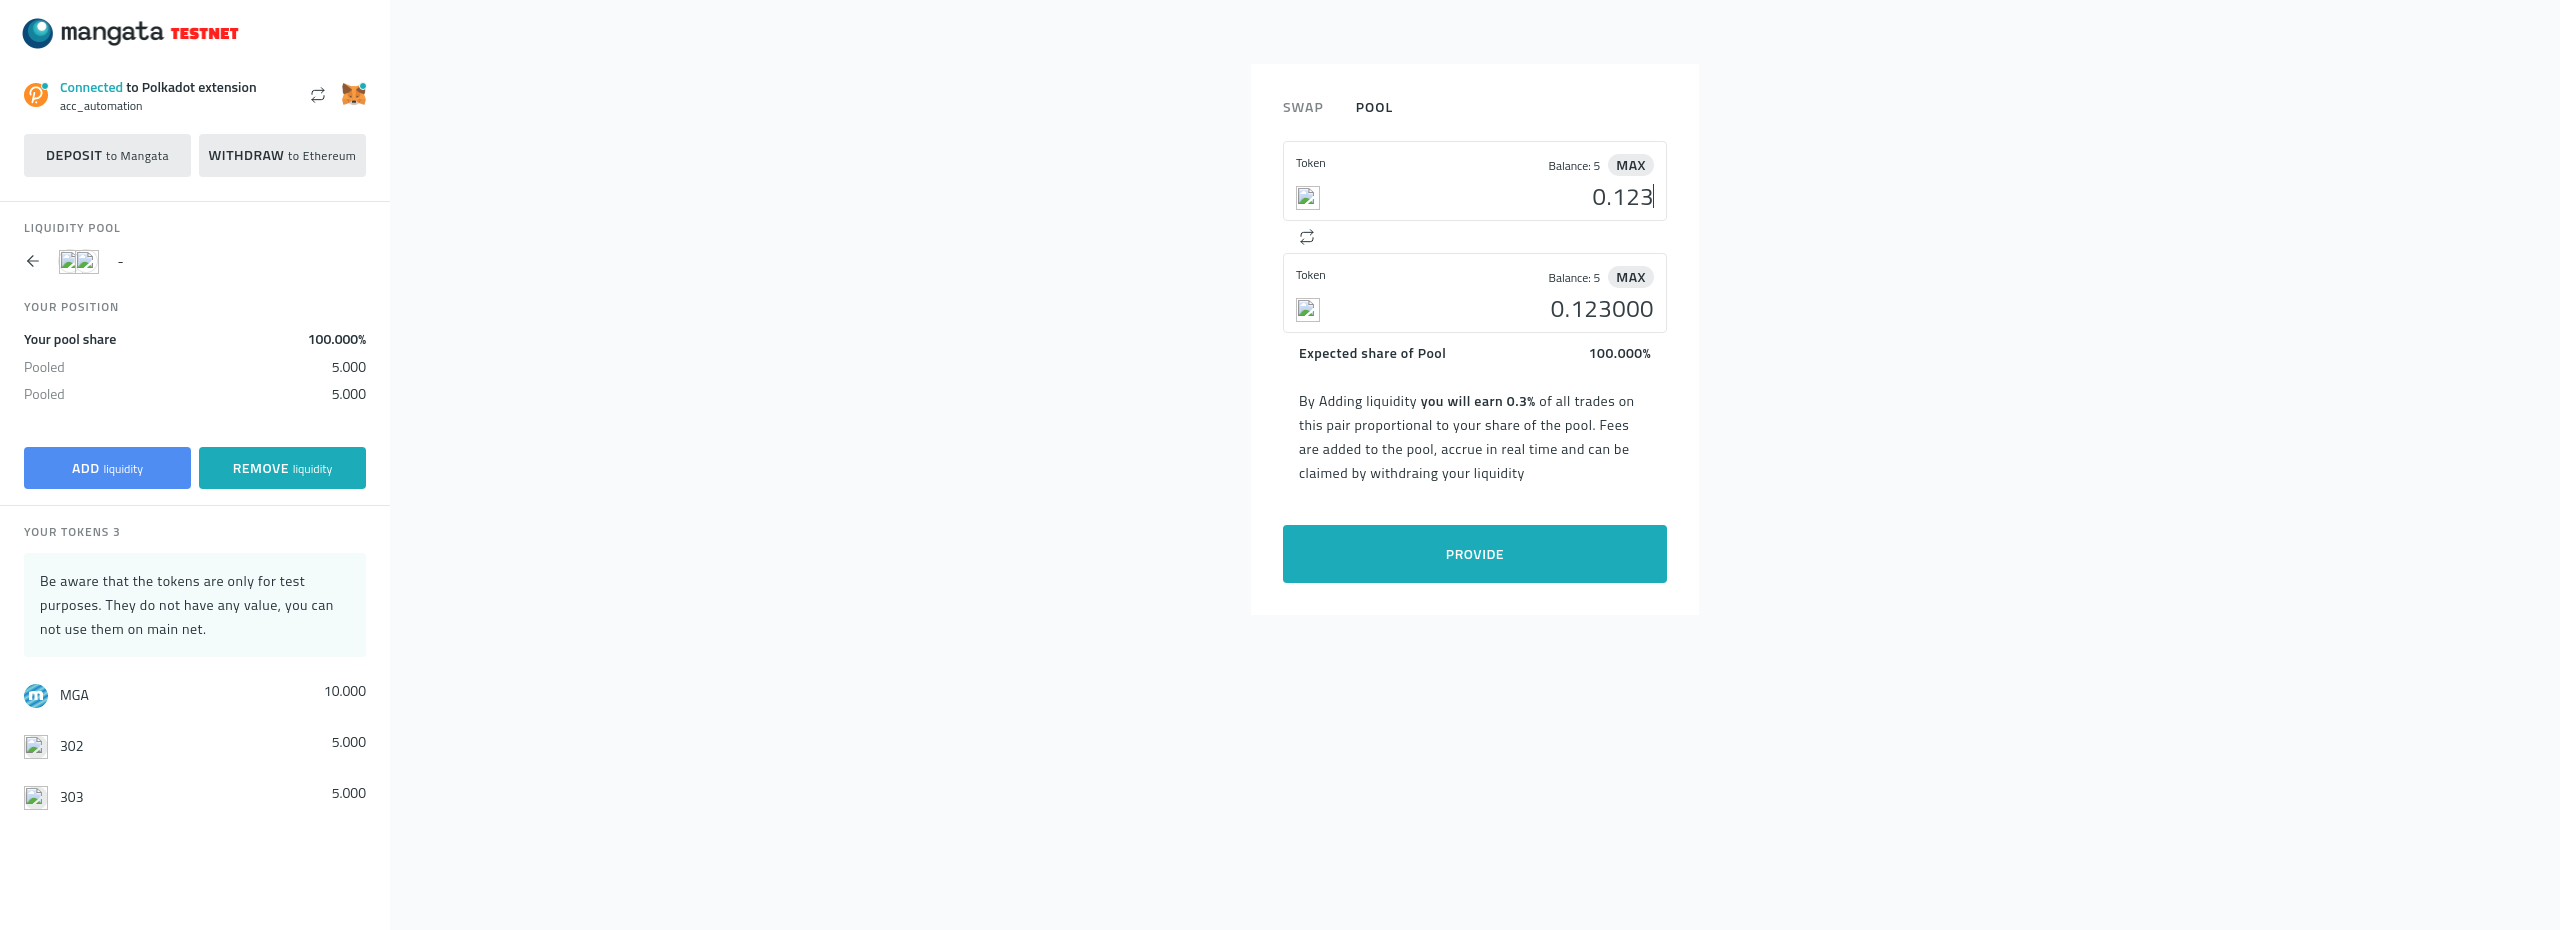 mangata TESTNET
Connected to Polkadot extension
acc_automation
DEPOSIT to Mangata
WITHDRAW to Ethereum
LIQUIDITY POOL
-
YOUR POSITION
Your pool share 100.000%
Pooled 5.000
Pooled 5.000
ADD liquidity
REMOVE liquidity
YOUR TOKENS 3
Be aware that the tokens are only for test
purposes. They do not have any value, you can
not use them on main net.
MGA 10.000
302 5.000
303 5.000
SWAP POOL
Token Balance: 5 MAX
0.123
Token Balance: 5 MAX
0.123000
Expected share of Pool 100.000%
By Adding liquidity you will earn 0.3% of all trades on
this pair proportional to your share of the pool. Fees
are added to the pool, accrue in real time and can be
claimed by withdraing your liquidity
PROVIDE